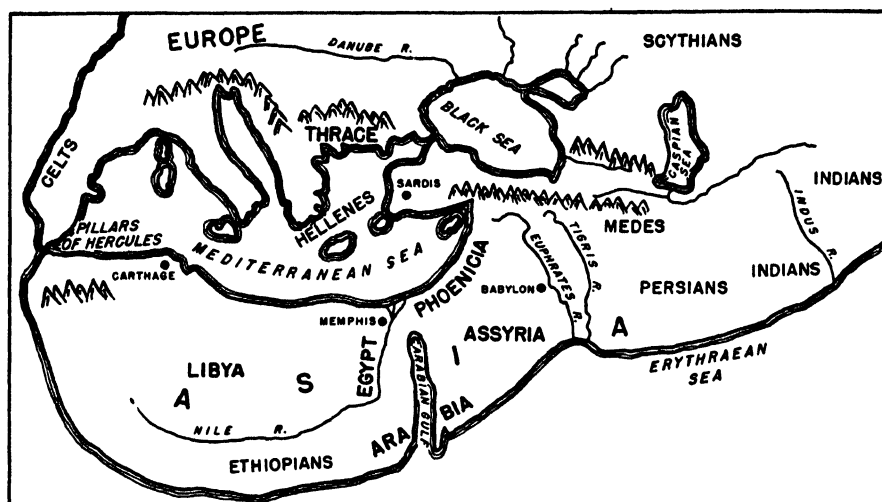 EUROPE
DANUBE R.
SCYTHIANS
BLACK SEA
THRACE
CASPIAN
SEA
CELTS
SARDIS
INDIANS
INDUS R.
HELLENES
MEDES
PILLARS
OF HERCULES
MEDITERRANEAN SEA
CARTHAGE
PHOENICIA
EUPHRATES R.
TIGRIS R.
BABYLON
PERSIANS
INDIANS
MEMPHIS
ASSYRIA
A
ERYTHRAEAN
SEA
LIBYA
EGYPT
ARABIAN GULF
I
A
S
NILE R.
ARA BIA
ETHIOPIANS